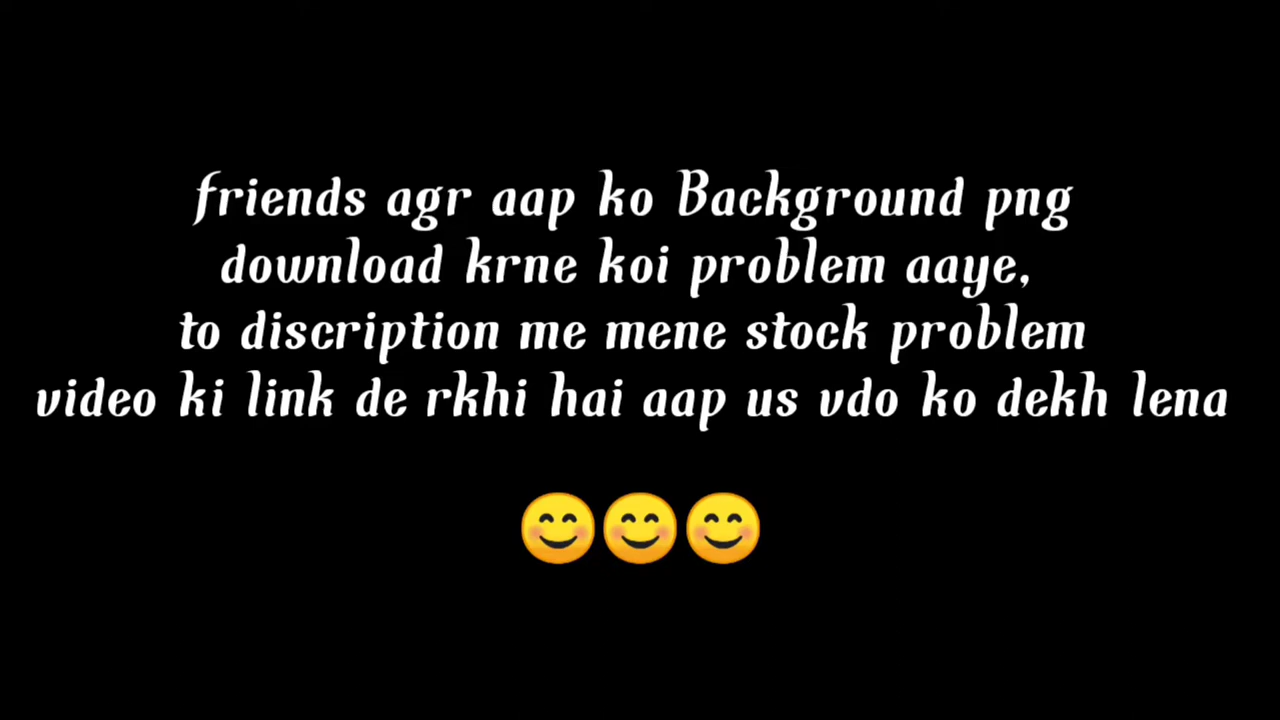 friends agr aap ko Background png
download krne koi problem aaye,
to discription me mene stock problem
video ki link de rkhi hai aap us vdo ko dekh lena
😊😊😊